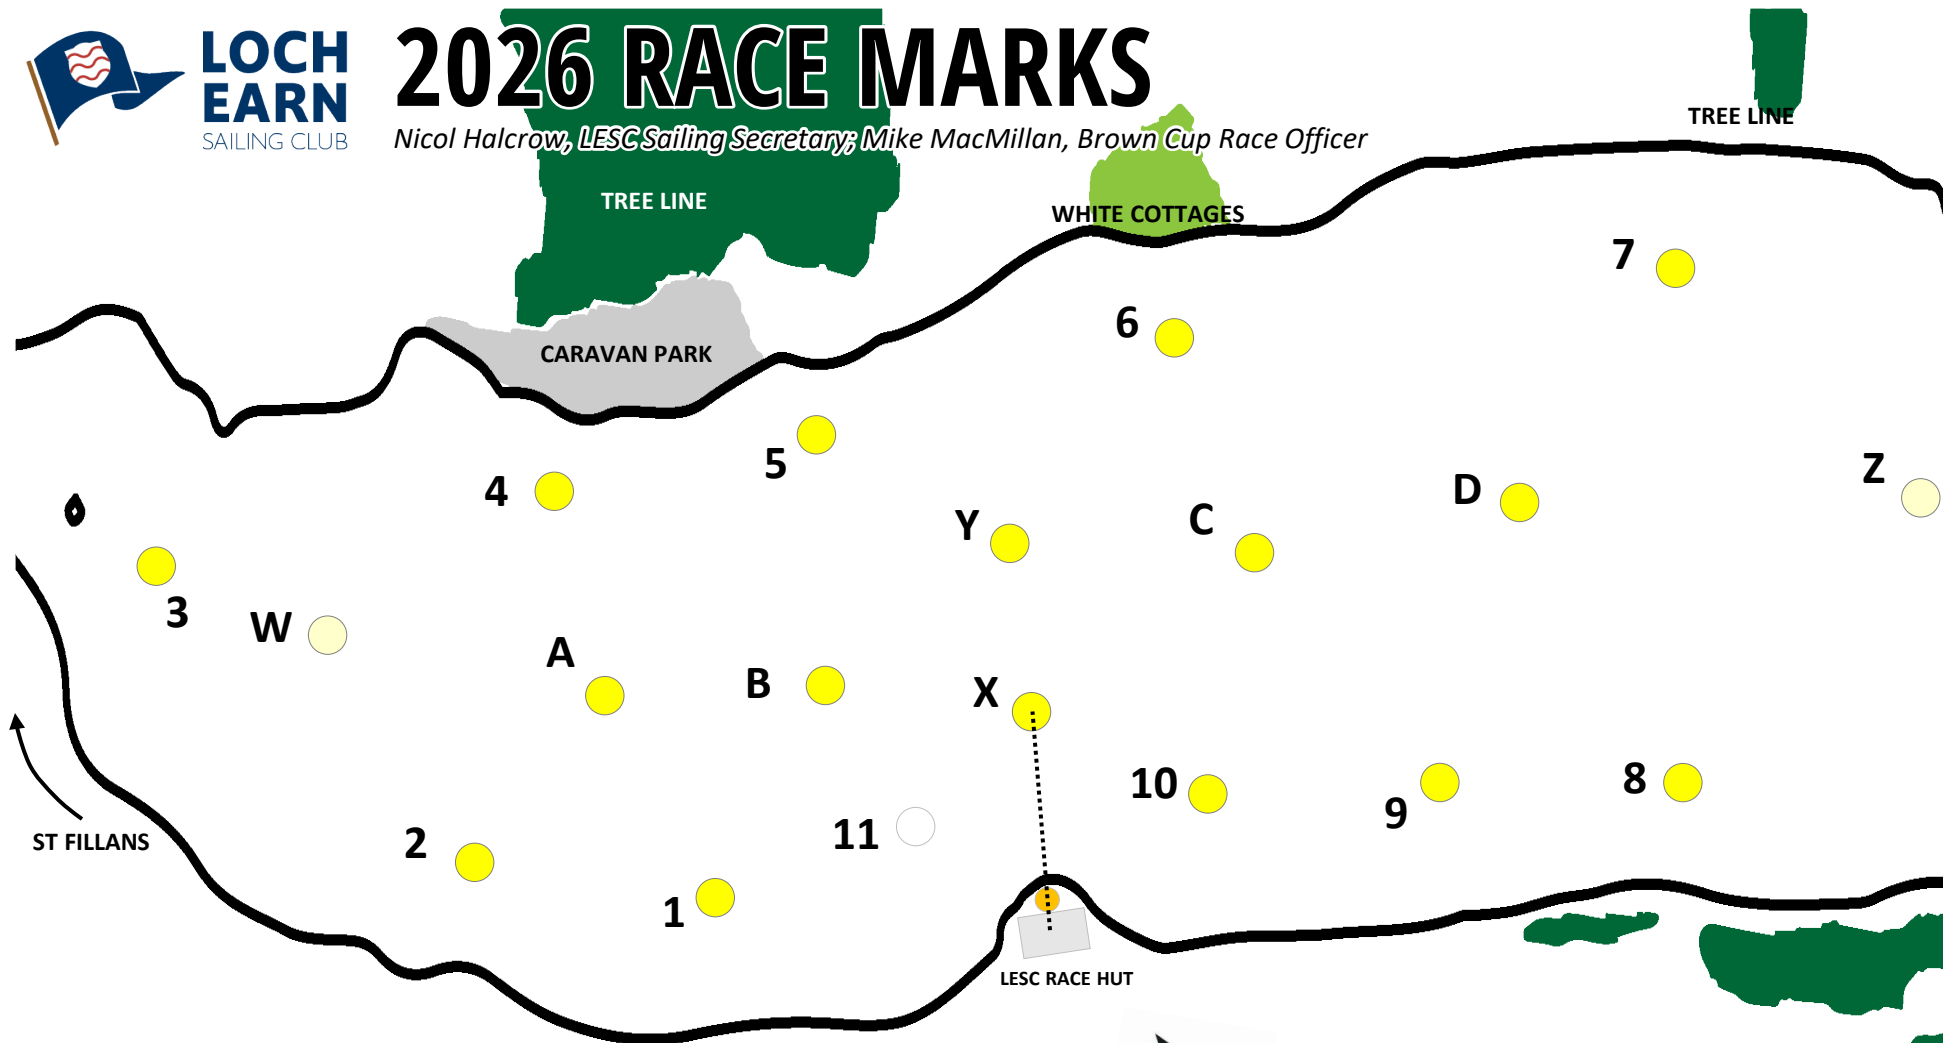 LOCH
EARN
SAILING CLUB
2026 RACE MARKS
Nicol Halcrow, LESC Sailing Secretary; Mike MacMillan, Brown Cup Race Officer
TREE LINE
TREE LINE
WHITE COTTAGES
7
6
CARAVAN PARK
5
4
Z
D
C
Y
3
W
A
B
X
10
8
9
11
2
ST FILLANS
1
LESC RACE HUT